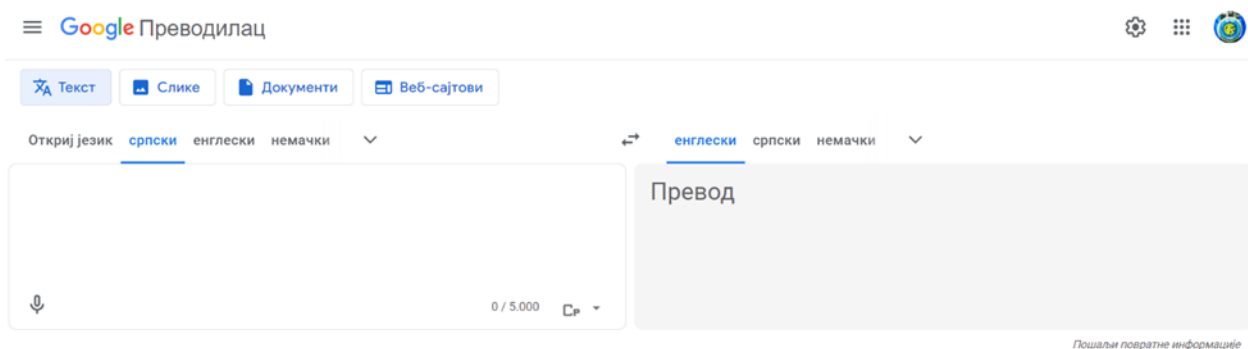 Google Преводилац
Текст Слике Документи Веб-сајтови
Откриј језик српски енглески немачки енглески српски немачки
Превод
0 / 5.000 Ср
Пошаљи повратне информације